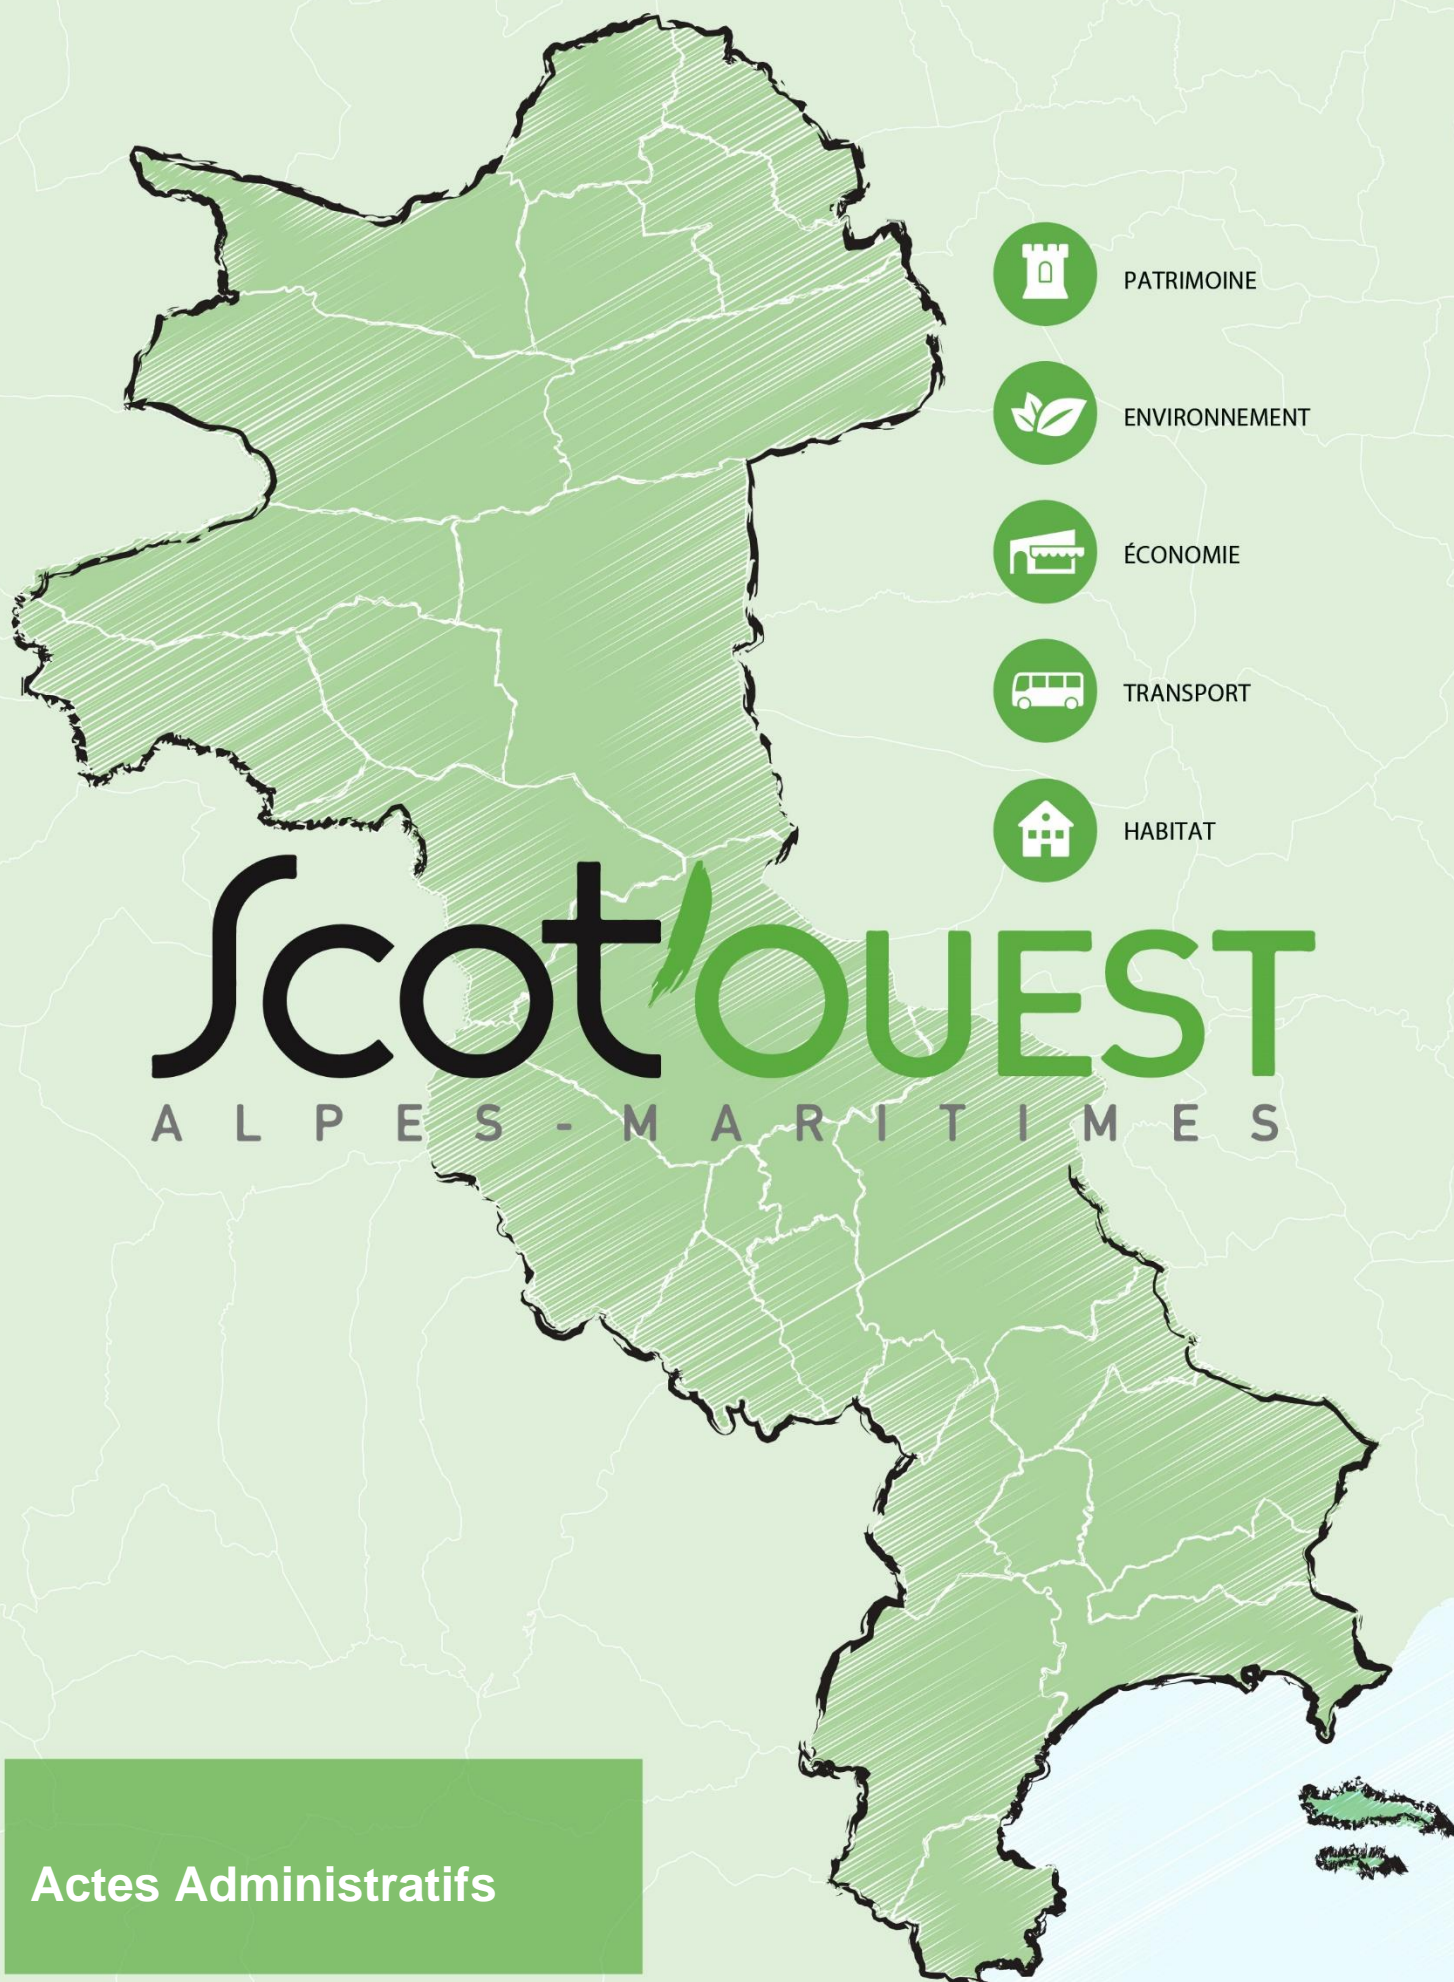 PATRIMOINE
ENVIRONNEMENT
ÉCONOMIE
TRANSPORT
HABITAT
Scot'OUEST
ALPES-MARITIMES
Actes Administratifs